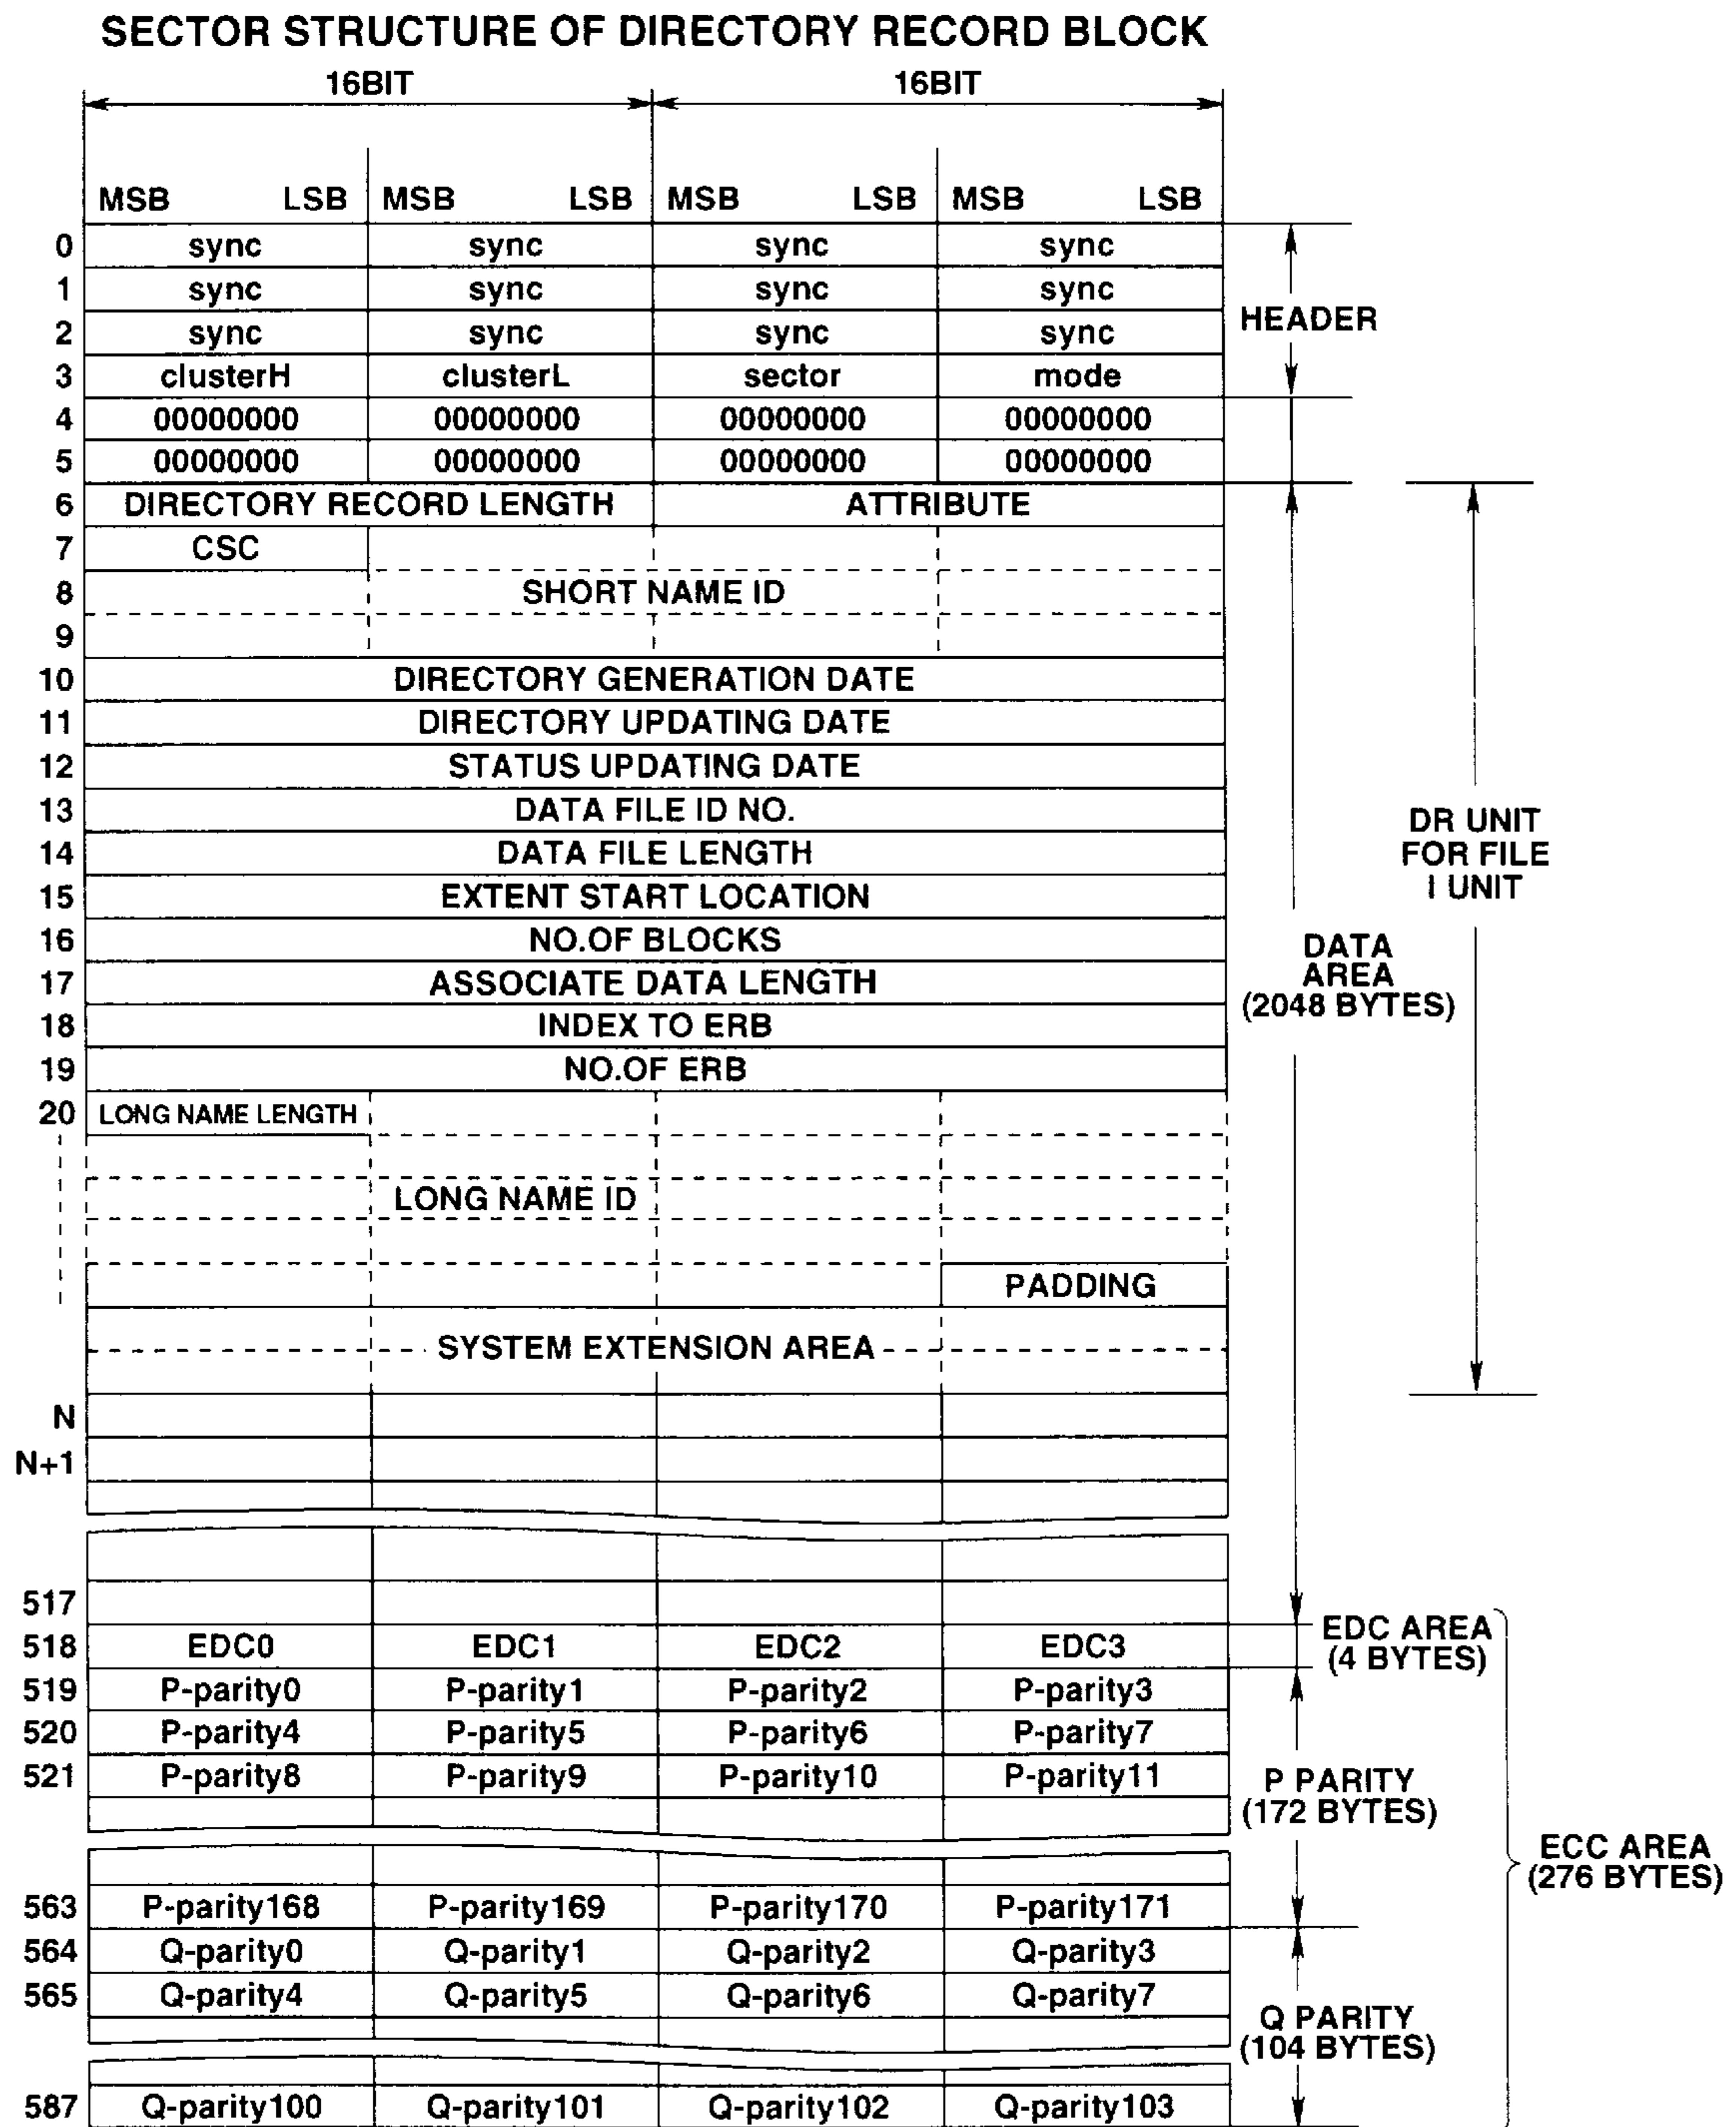 SECTOR STRUCTURE OF DIRECTORY RECORD BLOCK
16BIT 16BIT
MSB LSB MSB LSB MSB LSB MSB LSB
0 sync sync sync sync
1 sync sync sync sync
2 sync sync sync sync
HEADER
3 clusterH clusterL sector mode
4 00000000 00000000 00000000 00000000
5 00000000 00000000 00000000 00000000
6 DIRECTORY RECORD LENGTH ATTRIBUTE
7 CSC
8 SHORT NAME ID
9
10 DIRECTORY GENERATION DATE
11 DIRECTORY UPDATING DATE
12 STATUS UPDATING DATE
13 DATA FILE ID NO.
14 DATA FILE LENGTH
DR UNIT
FOR FILE
I UNIT
15 EXTENT START LOCATION
16 NO.OF BLOCKS
17 ASSOCIATE DATA LENGTH
DATA
AREA
(2048 BYTES)
18 INDEX TO ERB
19 NO.OF ERB
20 LONG NAME LENGTH
LONG NAME ID
PADDING
SYSTEM EXTENSION AREA
N
N+1
517
518 EDC0 EDC1 EDC2 EDC3
EDC AREA
(4 BYTES)
519 P-parity0 P-parity1 P-parity2 P-parity3
520 P-parity4 P-parity5 P-parity6 P-parity7
521 P-parity8 P-parity9 P-parity10 P-parity11
P PARITY
(172 BYTES)
ECC AREA
(276 BYTES)
563 P-parity168 P-parity169 P-parity170 P-parity171
564 Q-parity0 Q-parity1 Q-parity2 Q-parity3
565 Q-parity4 Q-parity5 Q-parity6 Q-parity7
Q PARITY
(104 BYTES)
587 Q-parity100 Q-parity101 Q-parity102 Q-parity103